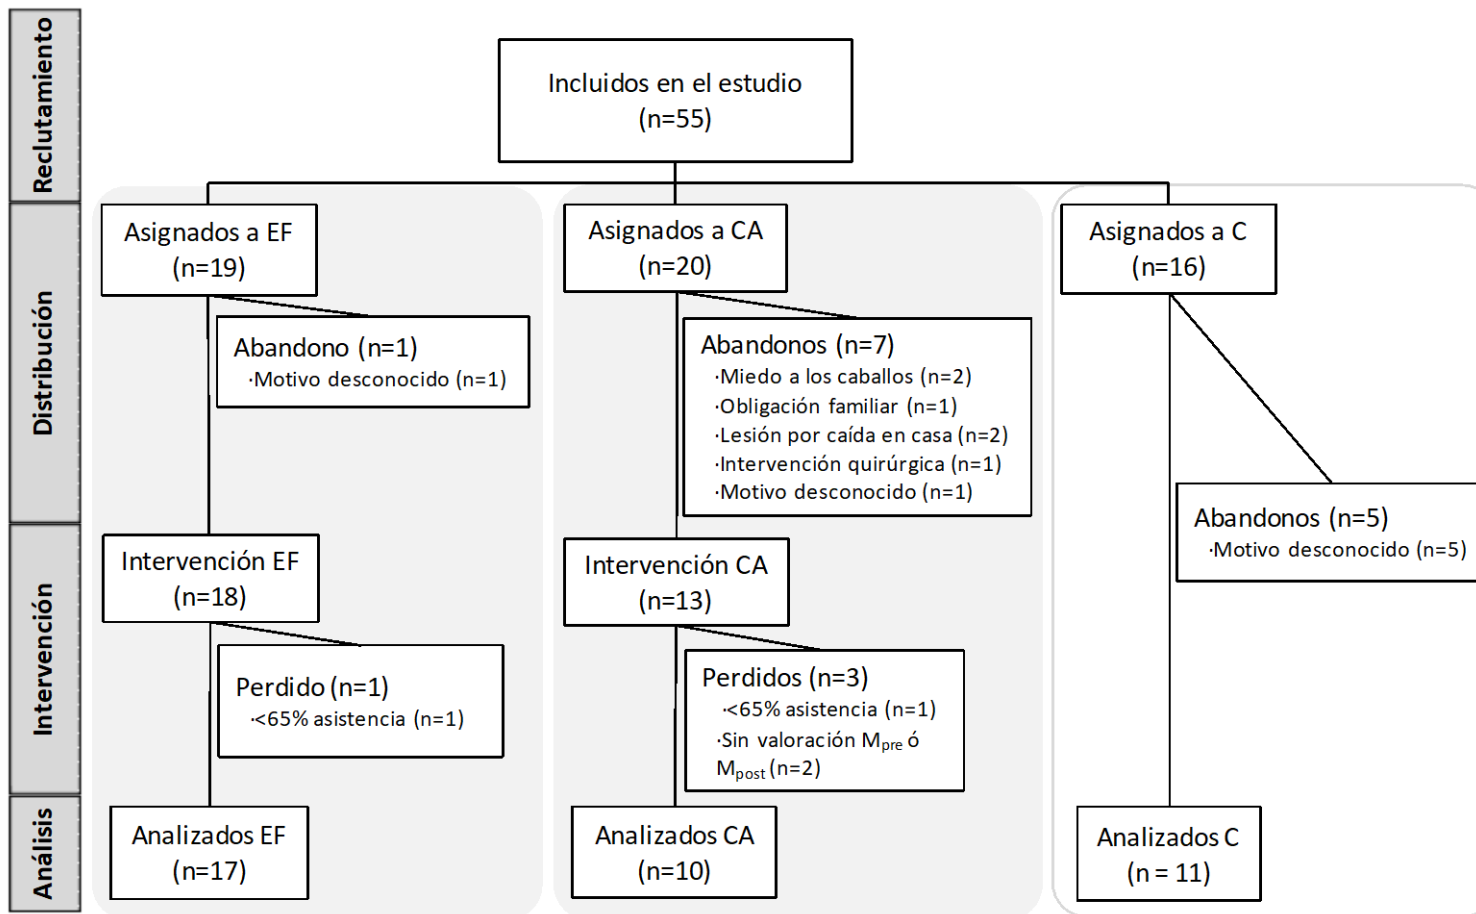 Reclutamiento
Incluidos en el estudio
(n=55)
Distribución
Asignados a EF
(n=19)
Abandono (n=1)
·Motivo desconocido (n=1)
Asignados a CA
(n=20)
Abandonos (n=7)
·Miedo a los caballos (n=2)
·Obligación familiar (n=1)
·Lesión por caída en casa (n=2)
·Intervención quirúrgica (n=1)
·Motivo desconocido (n=1)
Asignados a C
(n=16)
Abandonos (n=5)
·Motivo desconocido (n=5)
Intervención
Intervención EF
(n=18)
Perdido (n=1)
·<65% asistencia (n=1)
Intervención CA
(n=13)
Perdidos (n=3)
·<65% asistencia (n=1)
·Sin valoración Mpre ó
Mpost (n=2)
Análisis
Analizados EF
(n=17)
Analizados CA
(n=10)
Analizados C
(n = 11)